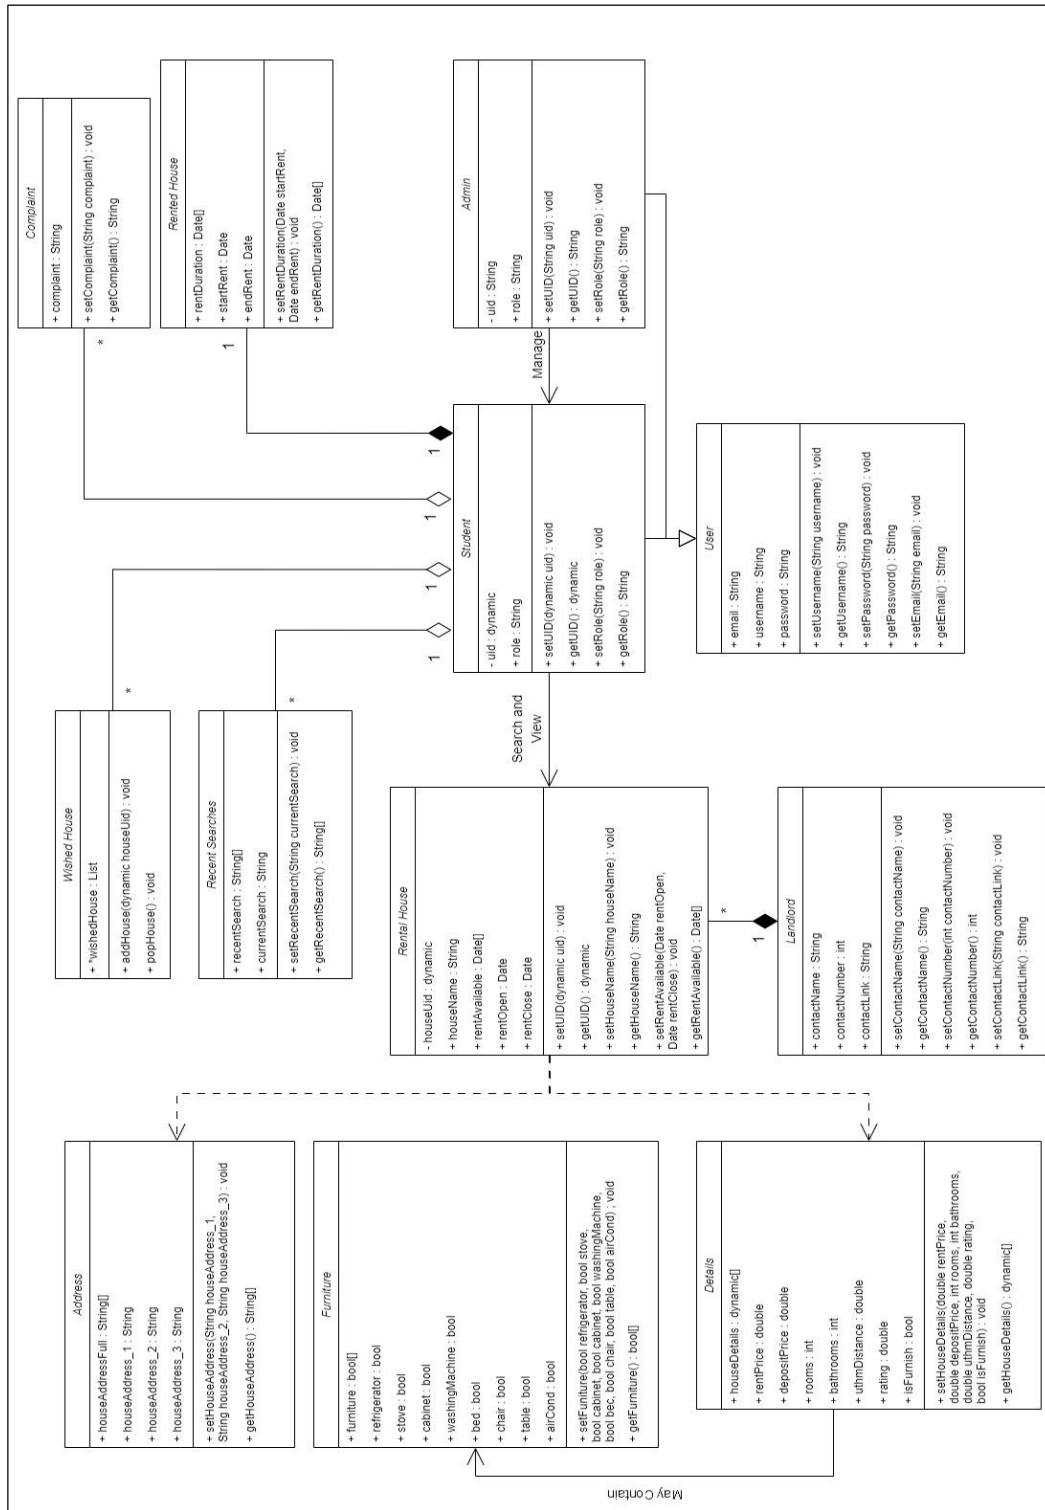 Complaint
+ complaint : String
+ setComplaint(String complaint) : void
+ getComplaint() : String
*
Rented House
+ rentDuration : Date[]
+ startRent : Date
+ endRent : Date
+ setRentDuration(Date startRent,
Date endRent) : void
+ getRentDuration() : Date[]
1
Admin
- uid : String
+ role : String
+ setUID(String uid) : void
+ getUID() : String
+ setRole(String role) : void
+ getRole() : String
Manage
1
1
1
1
Student
- uid : dynamic
+ role : String
+ setUID(dynamic uid) : void
+ getUID() : dynamic
+ setRole(String role) : void
+ getRole() : String
User
+ email : String
+ username : String
+ password : String
+ setUsername(String username) : void
+ getUsername() : String
+ setPassword(String password) : void
+ getPassword() : String
+ setEmail(String email) : void
+ getEmail() : String
Wished House
+ *wishedHouse : List
+ addHouse(dynamic houseUid) : void
+ popHouse() : void
*
Recent Searches
+ recentSearch : String[]
+ currentSearch : String
+ setRecentSearch(String currentSearch) : void
+ getRecentSearch() : String[]
*
Search and
View
Rental House
- houseUid : dynamic
+ houseName : String
+ rentAvailable : Date[]
+ rentOpen : Date
+ rentClose : Date
+ setUID(dynamic uid) : void
+ getUID() : dynamic
+ setHouseName(String houseName) : void
+ getHouseName() : String
+ setRentAvailable(Date rentOpen,
Date rentClose) : void
+ getRentAvailable() : Date[]
*
1
Landlord
+ contactName : String
+ contactNumber : int
+ contactLink : String
+ setContactName(String contactName) : void
+ getContactName() : String
+ setContactNumber(int contactNumber) : void
+ getContactNumber() : int
+ setContactLink(String contactLink) : void
+ getContactLink() : String
Address
+ houseAddressFull : String[]
+ houseAddress_1 : String
+ houseAddress_2 : String
+ houseAddress_3 : String
+ setHouseAddress(String houseAddress_1,
String houseAddress_2, String houseAddress_3) : void
+ getHouseAddress() : String[]
Furniture
+ furniture : bool[]
+ refrigerator : bool
+ stove : bool
+ cabinet : bool
+ washingMachine : bool
+ bed : bool
+ chair : bool
+ table : bool
+ airCond : bool
+ setFuniture(bool refrigerator, bool stove,
bool cabinet, bool cabinet, bool washingMachine,
bool bec, bool chair, bool table, bool airCond) ; void
+ getFurniture() : bool[]
Details
+ houseDetails : dynamic[]
+ rentPrice : double
+ depositPrice : double
+ rooms : int
+ bathrooms : int
+ uthmDistance : double
+ rating : double
+ isFurnish : bool
+ setHouseDetails(double rentPrice,
double depositPrice, int rooms, int bathrooms,
double uthmDistance, double rating,
bool isFurnish) : void
+ getHouseDetails() : dynamic[]
May Contain